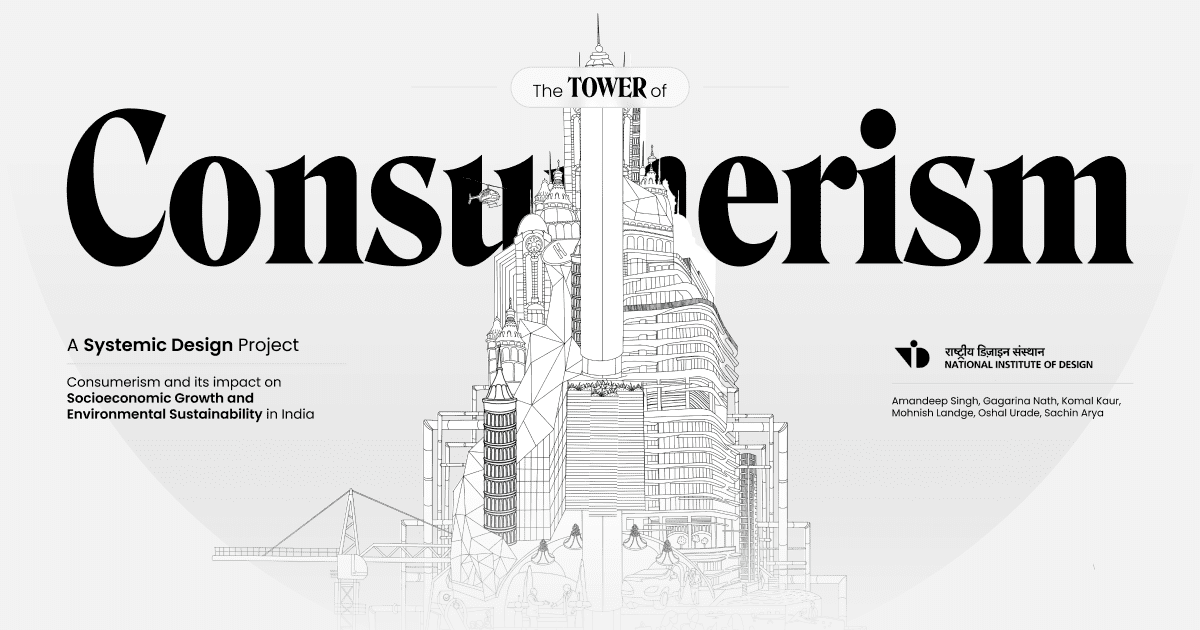 The TOWER of
Consumerism
A Systemic Design Project
Consumerism and its impact on
Socioeconomic Growth and
Environmental Sustainability in India
राष्ट्रीय डिज़ाइन संस्थान
NATIONAL INSTITUTE OF DESIGN
Amandeep Singh, Gagarina Nath, Komal Kaur,
Mohnish Landge, Oshal Urade, Sachin Arya